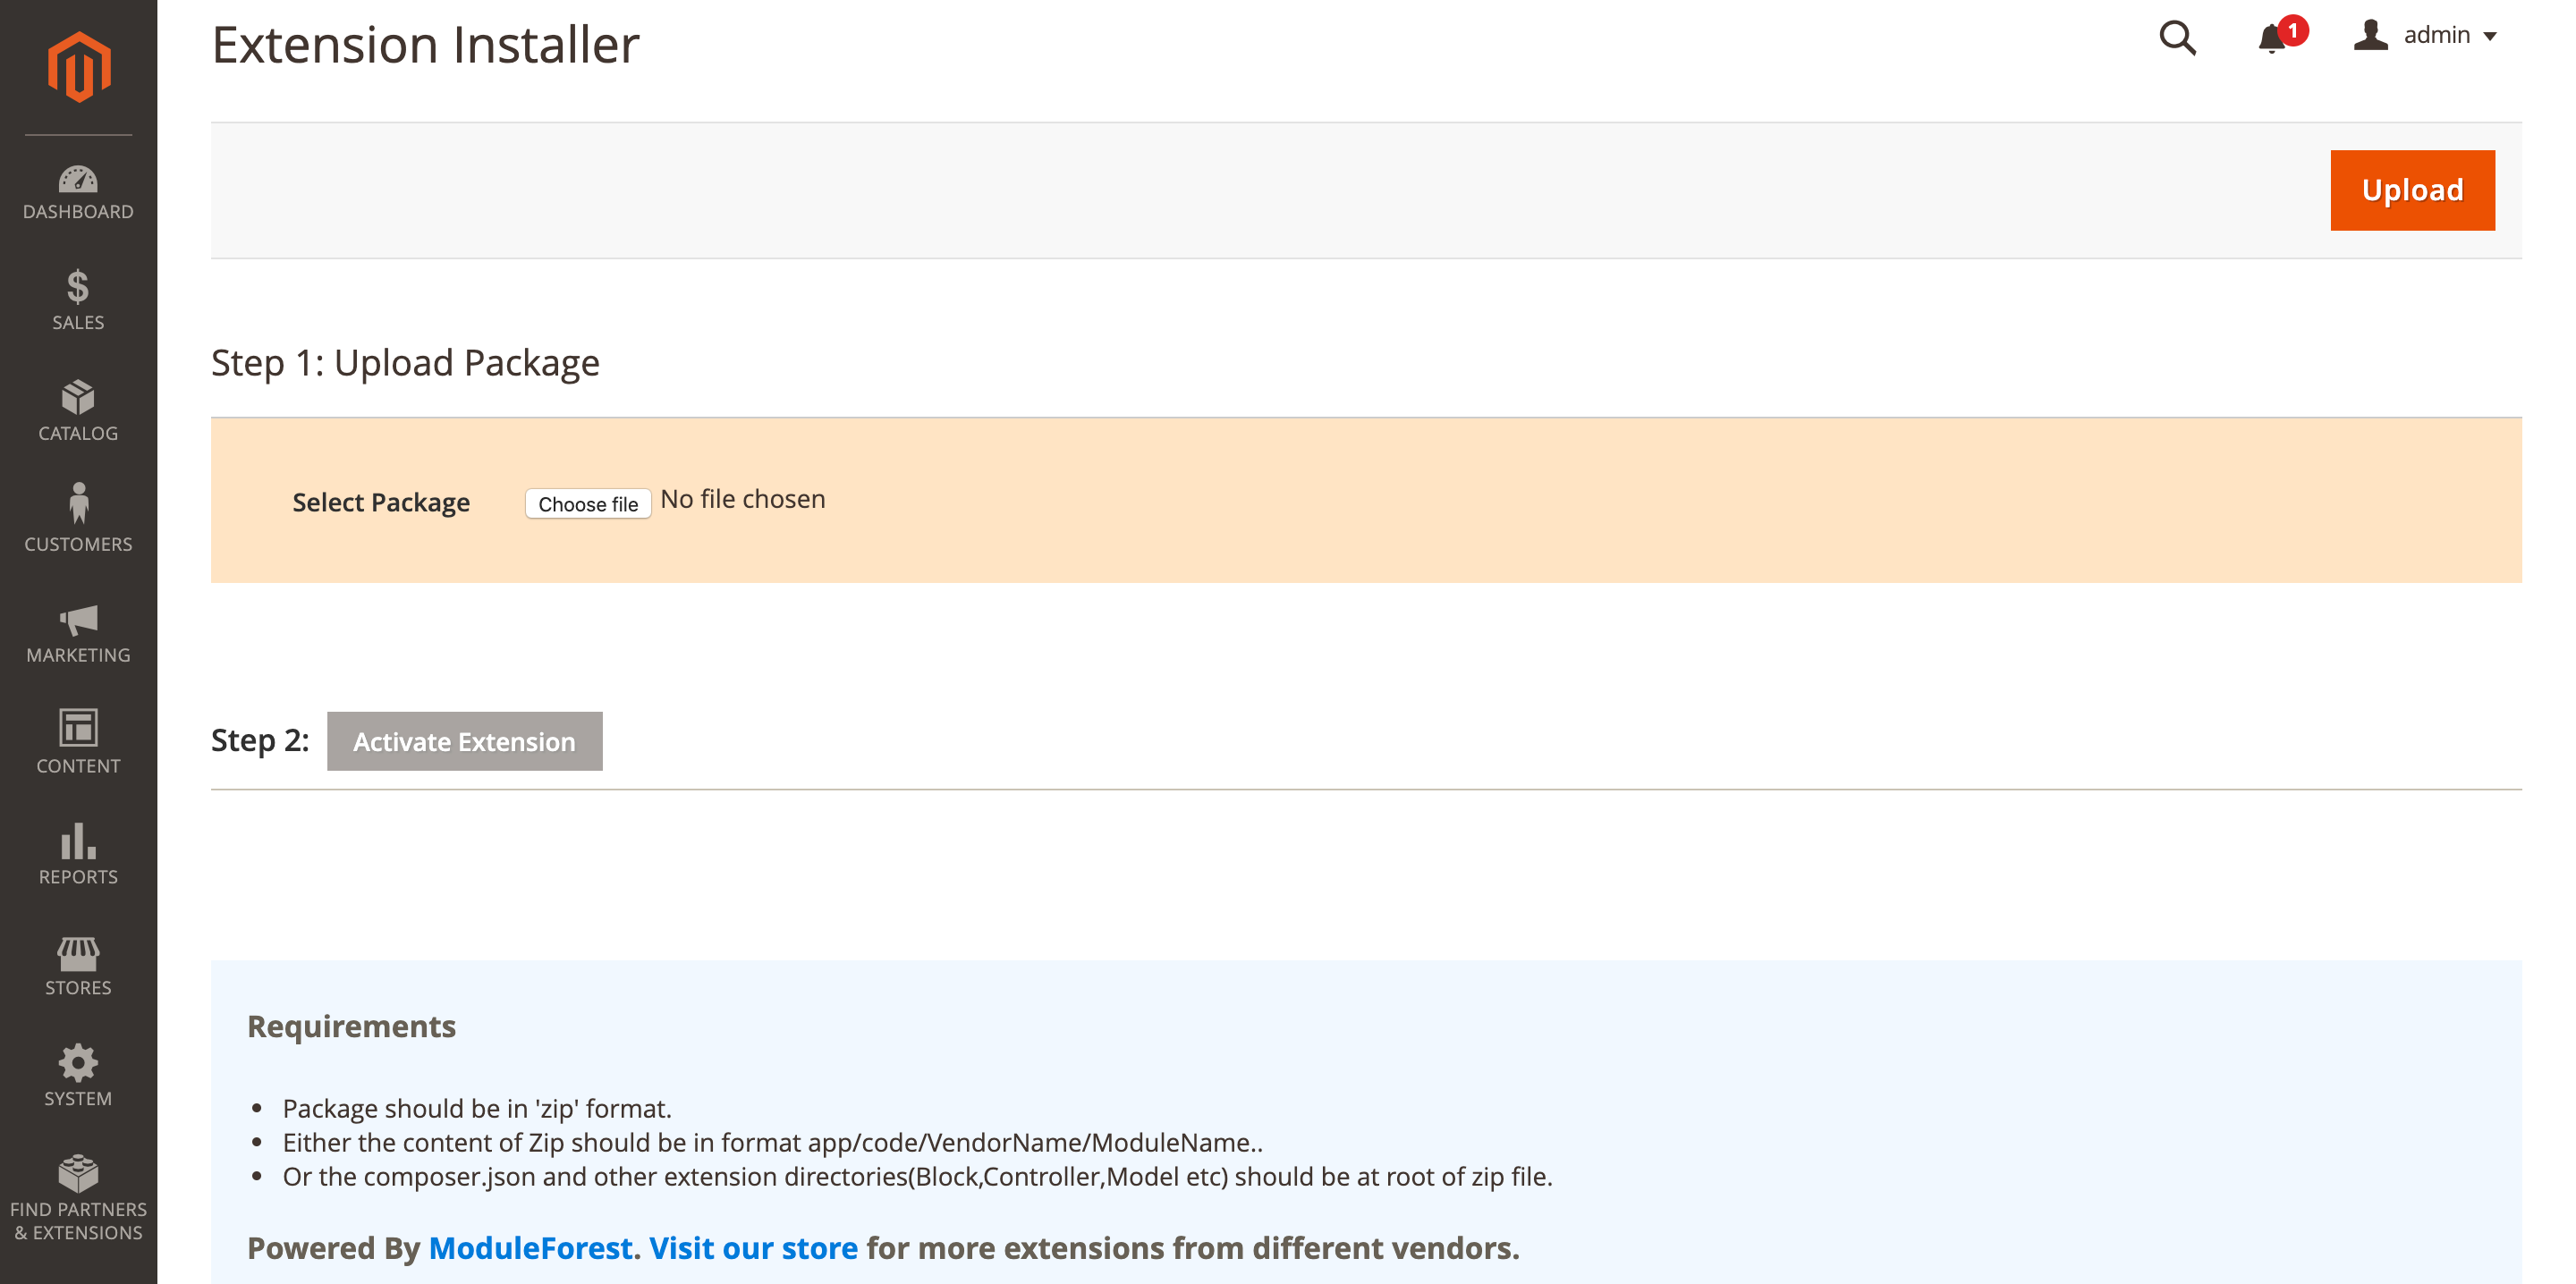 Extension Installer
1
admin
Upload
DASHBOARD
SALES
CATALOG
CUSTOMERS
MARKETING
CONTENT
REPORTS
STORES
SYSTEM
FIND PARTNERS
& EXTENSIONS
Step 1: Upload Package
Select Package Choose file No file chosen
Step 2: Activate Extension
Requirements
• Package should be in 'zip' format.
• Either the content of Zip should be in format app/code/VendorName/ModuleName..
• Or the composer.json and other extension directories(Block,Controller,Model etc) should be at root of zip file.
Powered By ModuleForest. Visit our store for more extensions from different vendors.